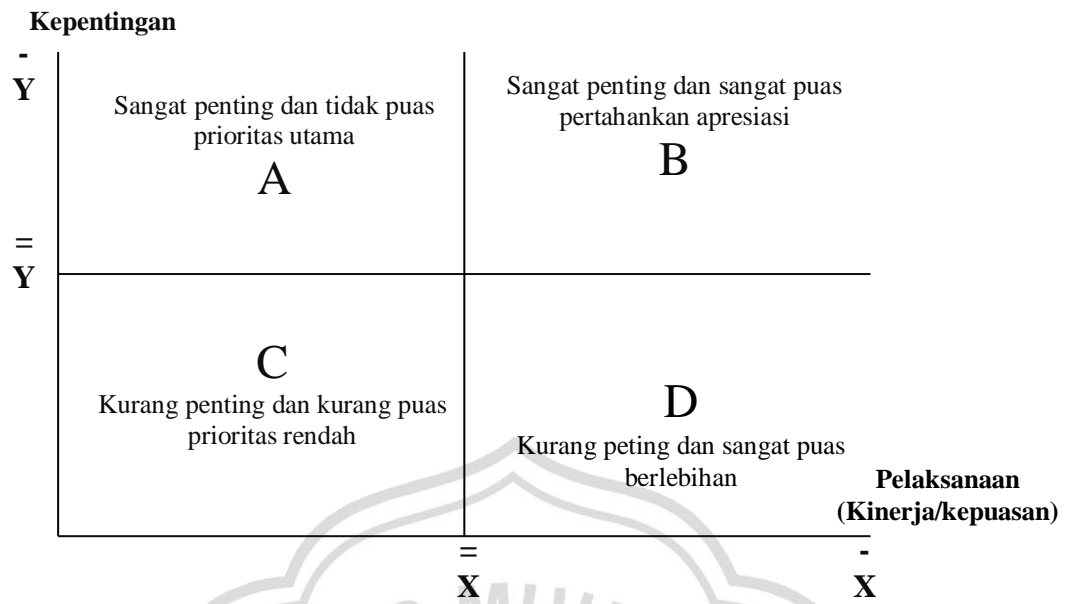 Kepentingan
-
Y
Sangat penting dan tidak puas
prioritas utama
A
Sangat penting dan sangat puas
pertahankan apresiasi
B
=
Y
C
Kurang penting dan kurang puas
prioritas rendah
D
Kurang peting dan sangat puas
berlebihan
Pelaksanaan
(Kinerja/kepuasan)
=
X
-
X